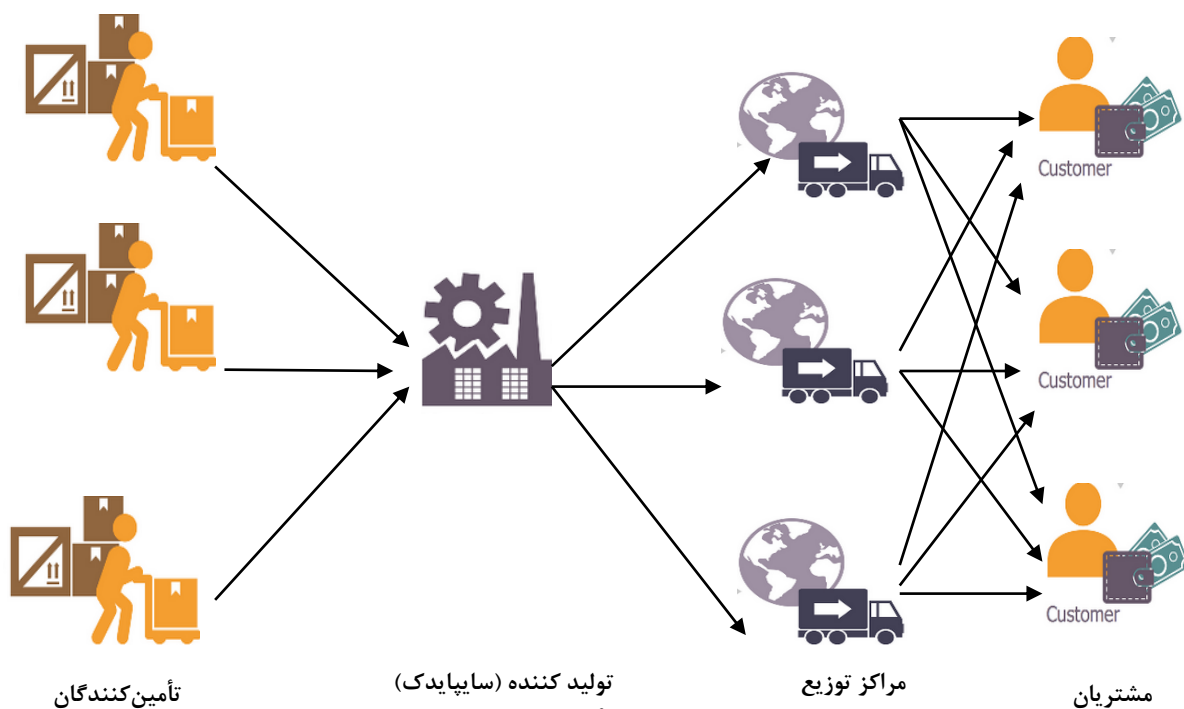 Customer
Customer
Customer
تأمین‌کنندگان
تولید کننده (سایپایدک)
مراکز توزیع
مشتریان